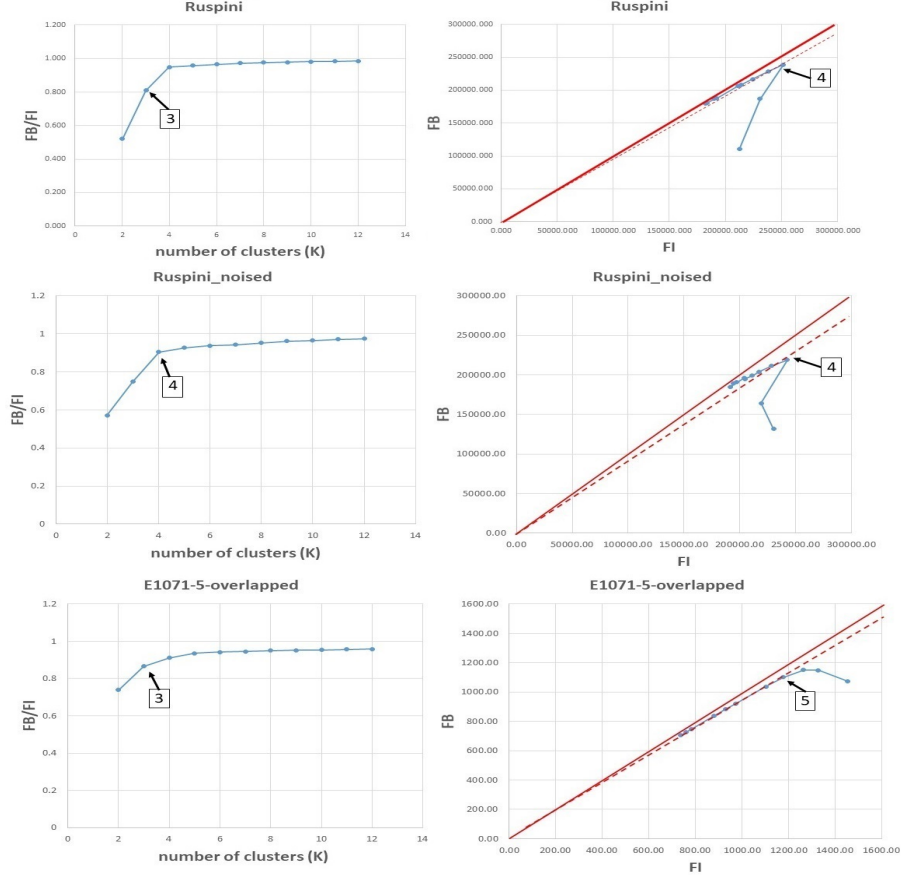 Ruspini
FB/FI
1.200
1.000
0.800
0.600
0.400
0.200
0.000
0 2 4 6 8 10 12 14
number of clusters (K)
3
Ruspini
FB
300000.000
250000.000
200000.000
150000.000
100000.000
50000.000
0.000
0.000 50000.000 100000.000 150000.000 200000.000 250000.000 300000.000
FI
4
Ruspini_noised
FB/FI
1.2
1
0.8
0.6
0.4
0.2
0
0 2 4 6 8 10 12 14
number of clusters (K)
4
Ruspini_noised
FB
300000.00
250000.00
200000.00
150000.00
100000.00
50000.00
0.00
0.00 50000.00 100000.00 150000.00 200000.00 250000.00 300000.00
FI
4
E1071-5-overlapped
FB/FI
1.2
1
0.8
0.6
0.4
0.2
0
0 2 4 6 8 10 12 14
number of clusters (K)
3
E1071-5-overlapped
FB
1600.00
1400.00
1200.00
1000.00
800.00
600.00
400.00
200.00
0.00
0.00 200.00 400.00 600.00 800.00 1000.00 1200.00 1400.00 1600.00
FI
5